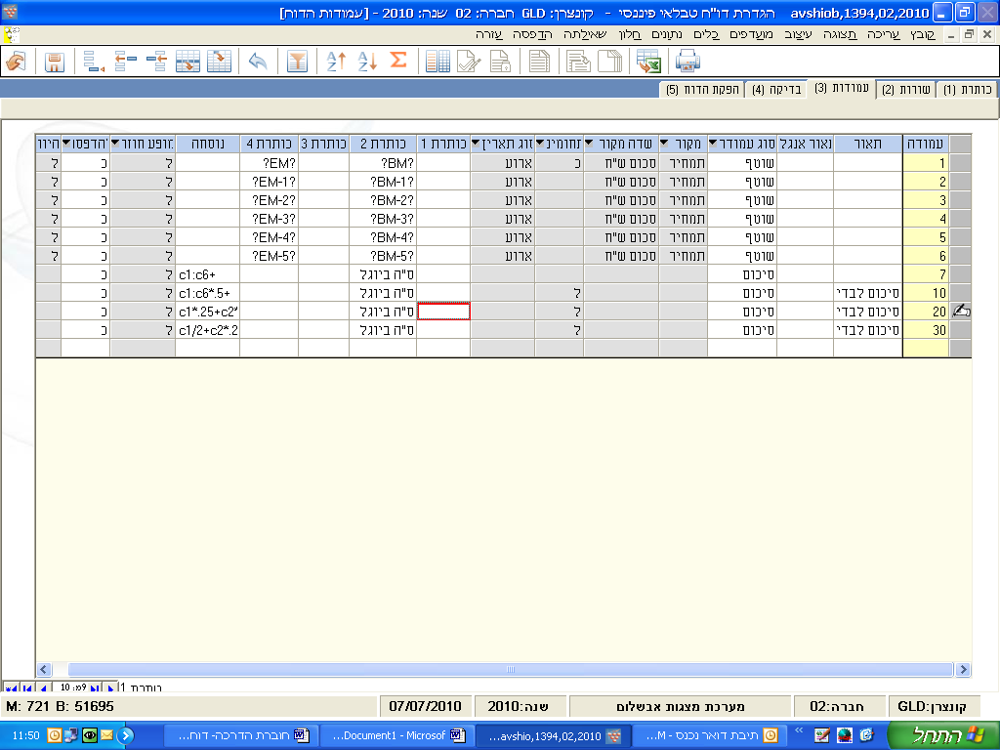 avshiob,1394,02,2010 הגדרת דו"ח טבלאי פיננסי - קונצרן: GLD חברה: 02 שנה: 2010 - [עמודות הדוח]
קובץ עריכה תצוגה עיצוב מועדפים כלים נתונים חלון שאילתה הדפסה עזרה
כותרת (1) שורות (2) עמודות (3) בדיקה (4) הפקת הדוח (5)
עמודה תאור תאור אנגל סוג עמודר מקור שדה מקור תחומינ זוג תארין כותרת 1 כותרת 2 כותרת 3 כותרת 4 נוסחה מופע חוזר הדפסו היוו
1 שוטף תמחיר סכום ש"ח כ ארוע ?BM? ?EM? ל כ ל
2 שוטף תמחיר סכום ש"ח ארוע ?BM-1? ?EM-1? ל כ ל
3 שוטף תמחיר סכום ש"ח ארוע ?BM-2? ?EM-2? ל כ ל
4 שוטף תמחיר סכום ש"ח ארוע ?BM-3? ?EM-3? ל כ ל
5 שוטף תמחיר סכום ש"ח ארוע ?BM-4? ?EM-4? ל כ ל
6 שוטף תמחיר סכום ש"ח ארוע ?BM-5? ?EM-5? ל כ ל
7 סיכום ס"ה ביוגל c1:c6+ ל כ
10 סיכום לבדי סיכום ל ס"ה ביוגל c1:c6*.5+ ל כ
20 סיכום לבדי סיכום ל ס"ה ביוגל c1*.25+c2* ל כ
30 סיכום לבדי סיכום ל ס"ה ביוגל c1/2+c2*.2 ל כ
כותרת 1 10
קונצרן:GLD חברה:02 מערכת מצגות אבשלום שנה:2010 07/07/2010 M: 721 B: 51695
התחל תיבת דואר נכנס - M... avshio,1394,02,2010... Document1 - Microsof... חוברת הדרכה- דוח... 11:50